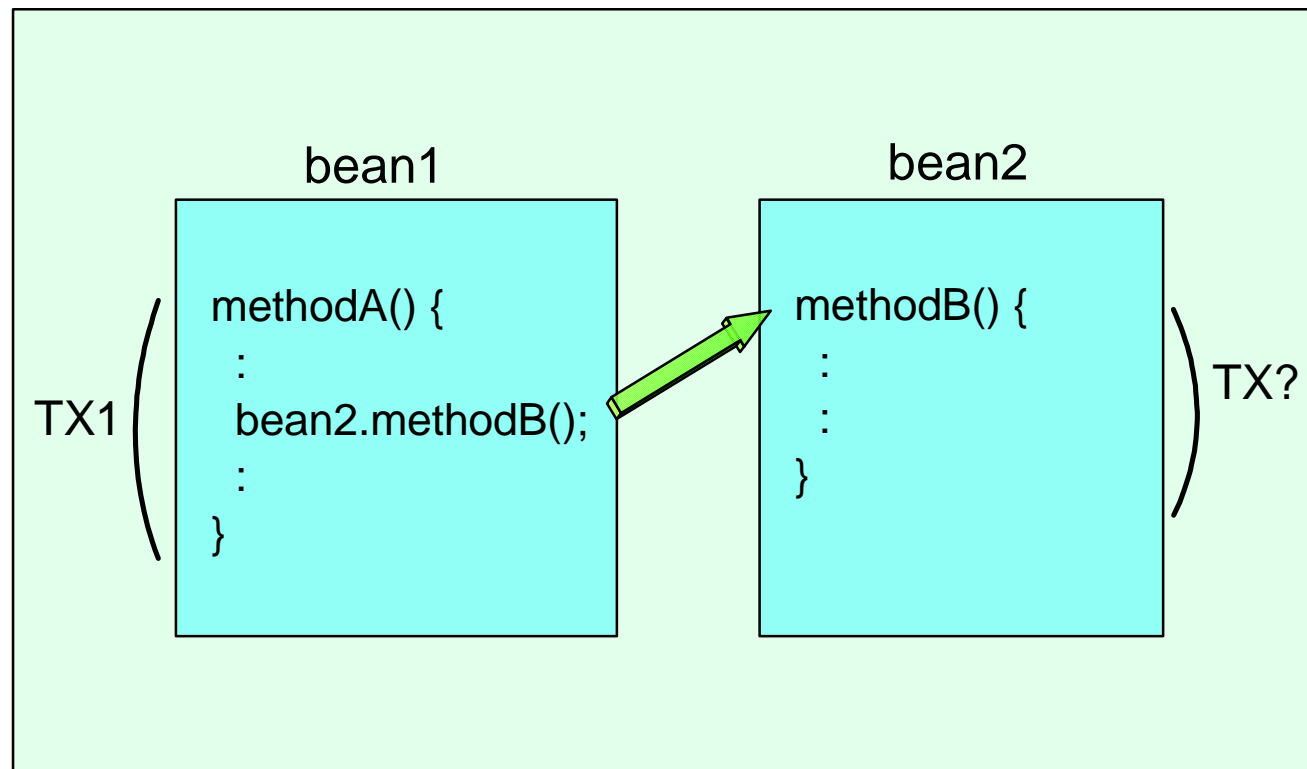 bean1
methodA() {
:
bean2.methodB();
:
}
TX1
bean2
methodB() {
:
:
}
TX?